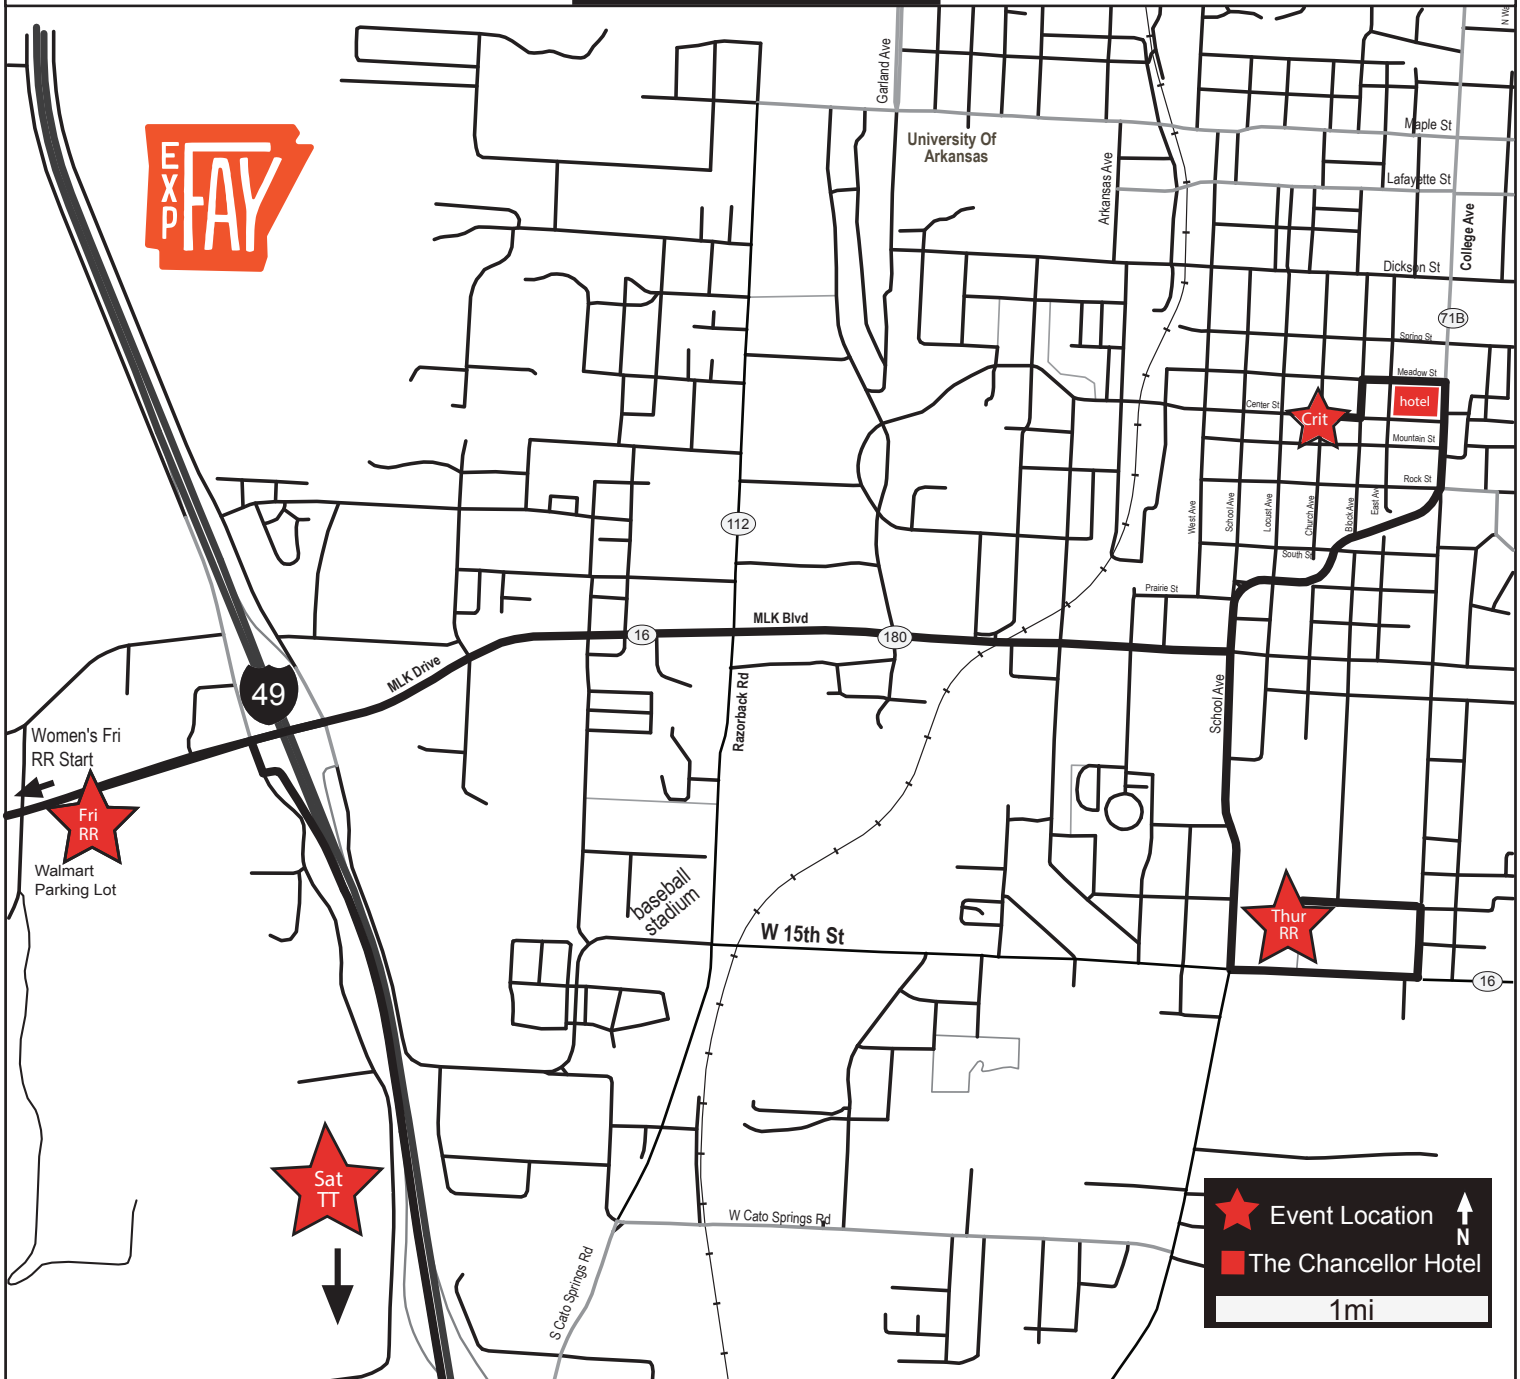 N Wa
Garland Ave
Maple St
University Of
Arkansas
EXP
FAY
Arkansas Ave
Lafayette St
College Ave
Dickson St
71B
Spring St
Meadow St
hotel
Center St
Crit
Mountain St
Rock St
West Ave
School Ave
Locust Ave
Church Ave
Block Ave
East Av
112
South St
Prairie St
MLK Blvd
16
180
MLK Drive
49
Razorback Rd
School Ave
Women's Fri
RR Start
Fri
RR
Walmart
Parking Lot
baseball
stadium
W 15th St
Thur
RR
16
Sat
TT
W Cato Springs Rd
S Cato Springs Rd
Event Location
N
The Chancellor Hotel
1mi